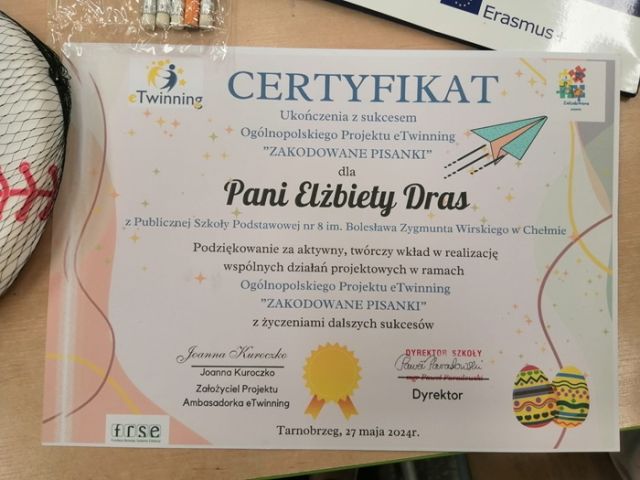 Erasmus+
eTwinning
CERTYFIKAT
Ukończenia z sukcesem
Ogólnopolskiego Projektu eTwinning
"ZAKODOWANE PISANKI"
dla
Pani Elżbiety Dras
z Publicznej Szkoły Podstawowej nr 8 im. Bolesława Zygmunta Wirskiego w Chełmie
Podziękowanie za aktywny, twórczy wkład w realizację
wspólnych działań projektowych w ramach
Ogólnopolskiego Projektu eTwinning
"ZAKODOWANE PISANKI"
z życzeniami dalszych sukcesów
Joanna Kuroczko
Joanna Kuroczko
Założyciel Projektu
Ambasadorka eTwinning
DYREKTOR SZKOŁY
mgr Paweł Paradowski
Dyrektor
frse
Tarnobrzeg, 27 maja 2024r.